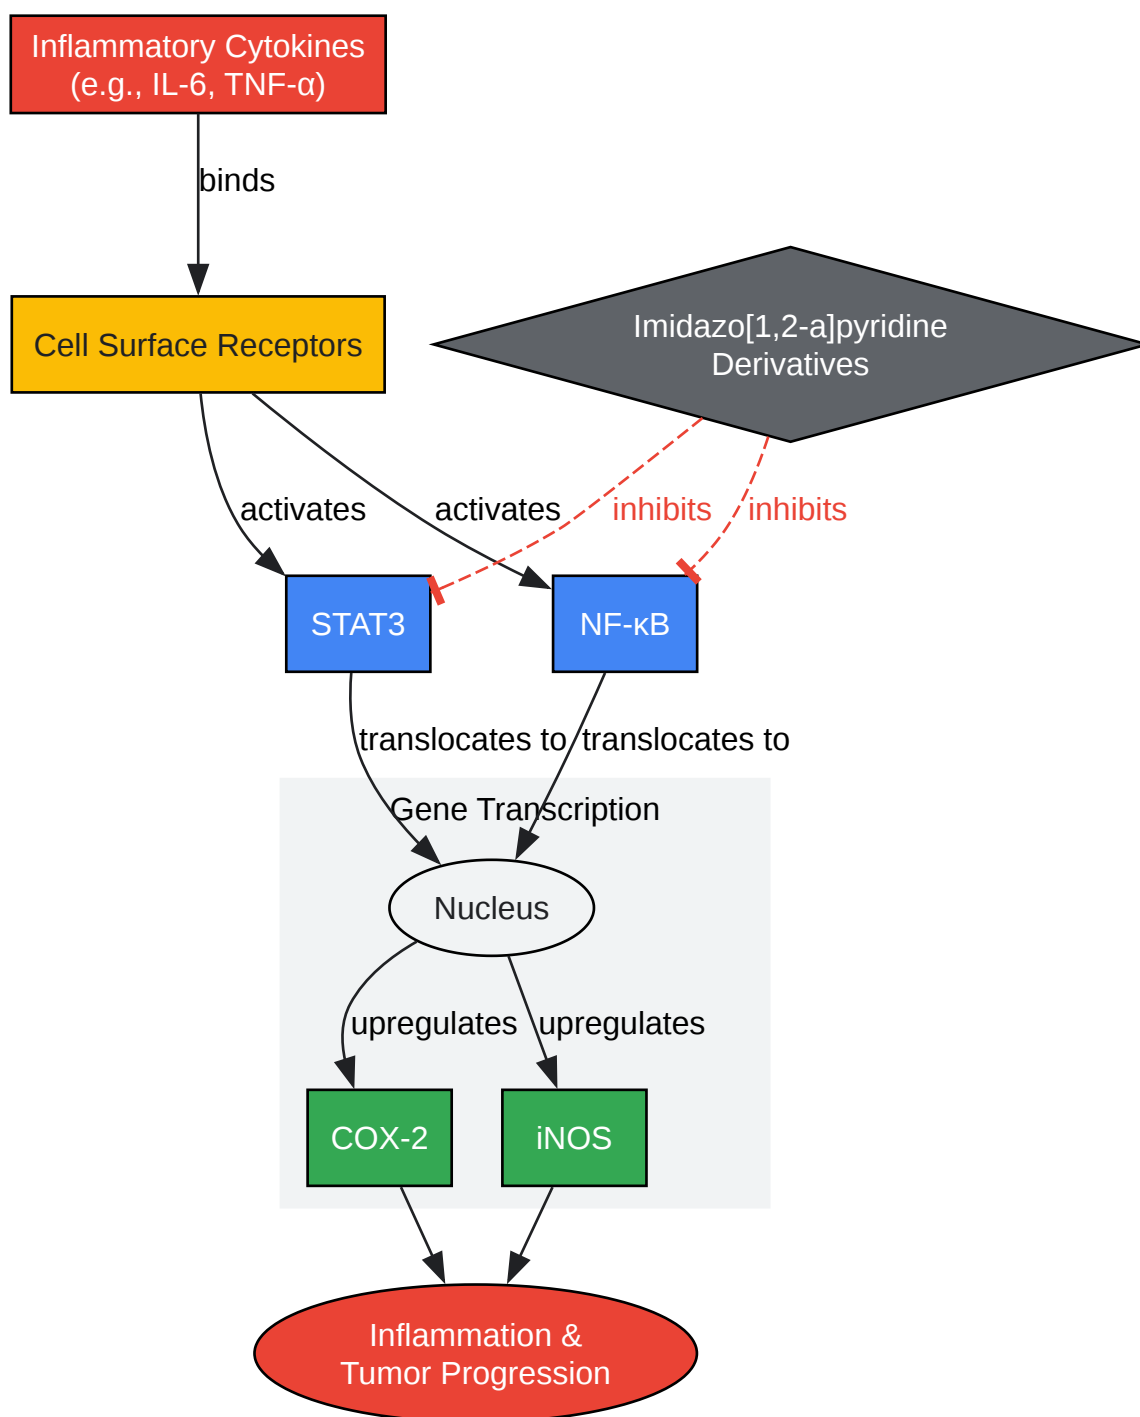 Inflammatory Cytokines
(e.g., IL-6, TNF-α)
binds
Cell Surface Receptors
Imidazo[1,2-a]pyridine
Derivatives
activates
activates
inhibits
inhibits
STAT3
NF-κB
translocates to
translocates to
Gene Transcription
Nucleus
upregulates
upregulates
COX-2
iNOS
Inflammation &
Tumor Progression